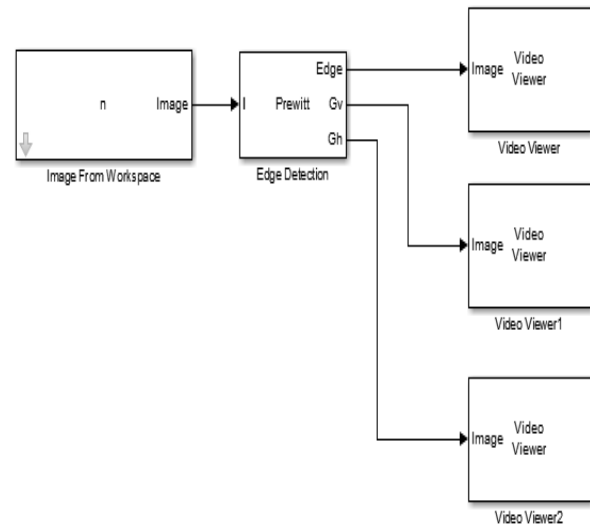 n
Image
Image From Workspace
I
Prewitt
Edge
Gv
Gh
Edge Detection
Image
Video
Viewer
Video Viewer
Image
Video
Viewer
Video Viewer1
Image
Video
Viewer
Video Viewer2